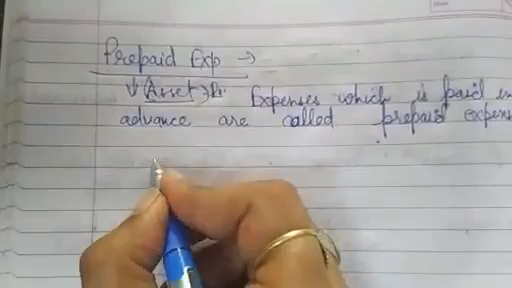 Prepaid Exp →
↓ (Asset) Expenses which is paid in
advance are called prepaid expens